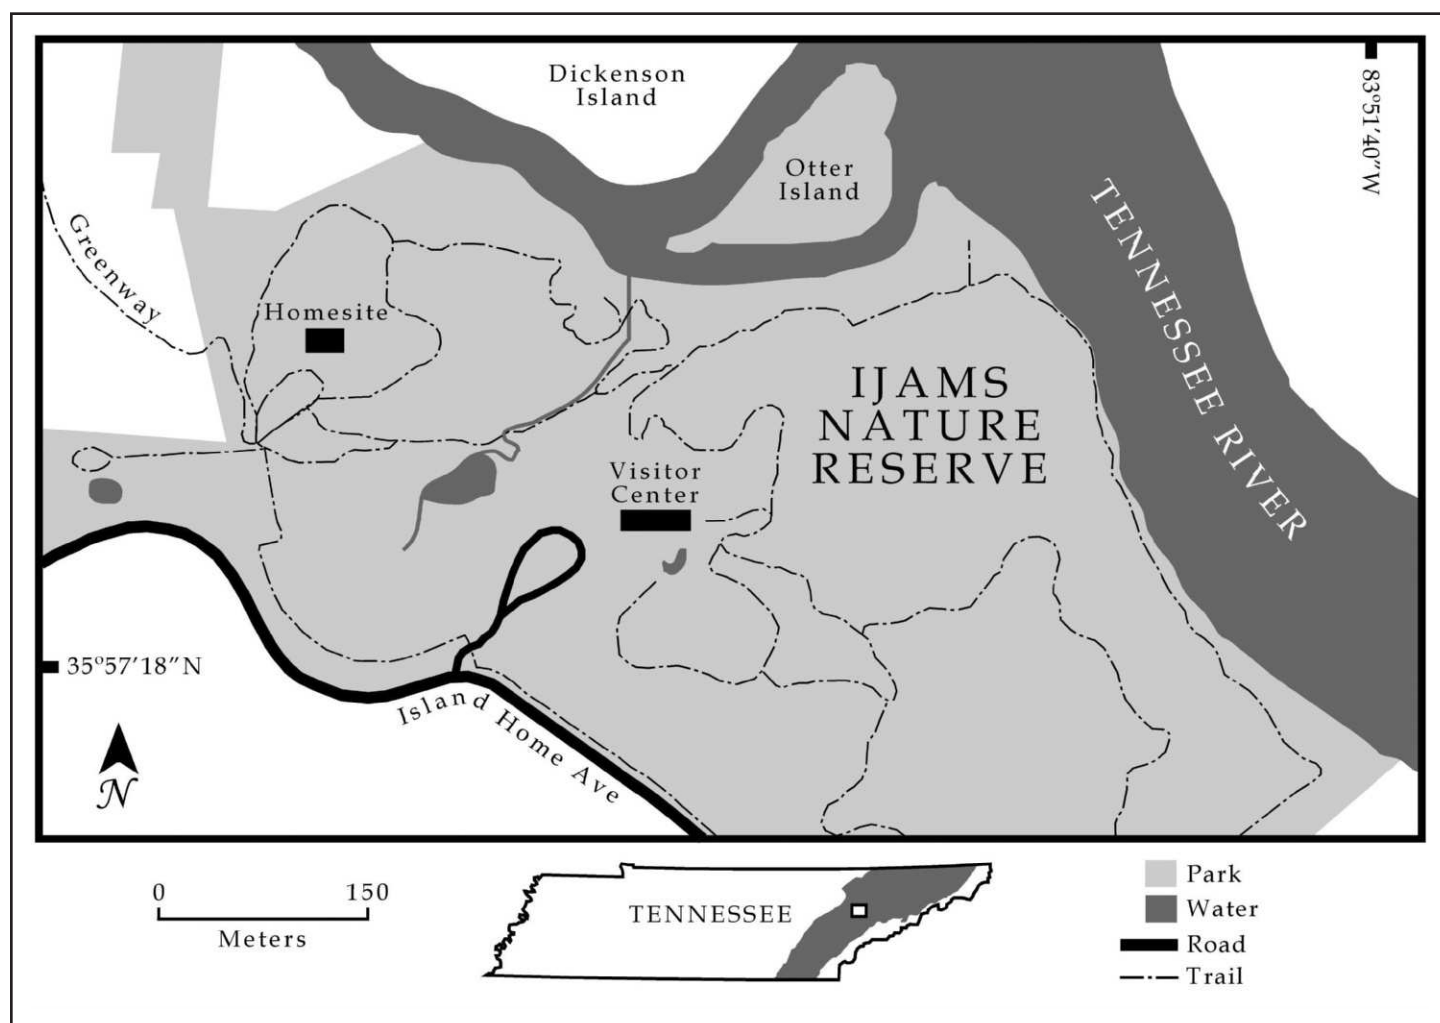 Dickenson
Island
83°51'40"W
Otter
Island
TENNESSEE RIVER
Greenway
Homesite
IJAMS
NATURE
RESERVE
Visitor
Center
35°57'18"N
Island Home Ave
N
0 150
Meters
TENNESSEE
Park
Water
Road
Trail